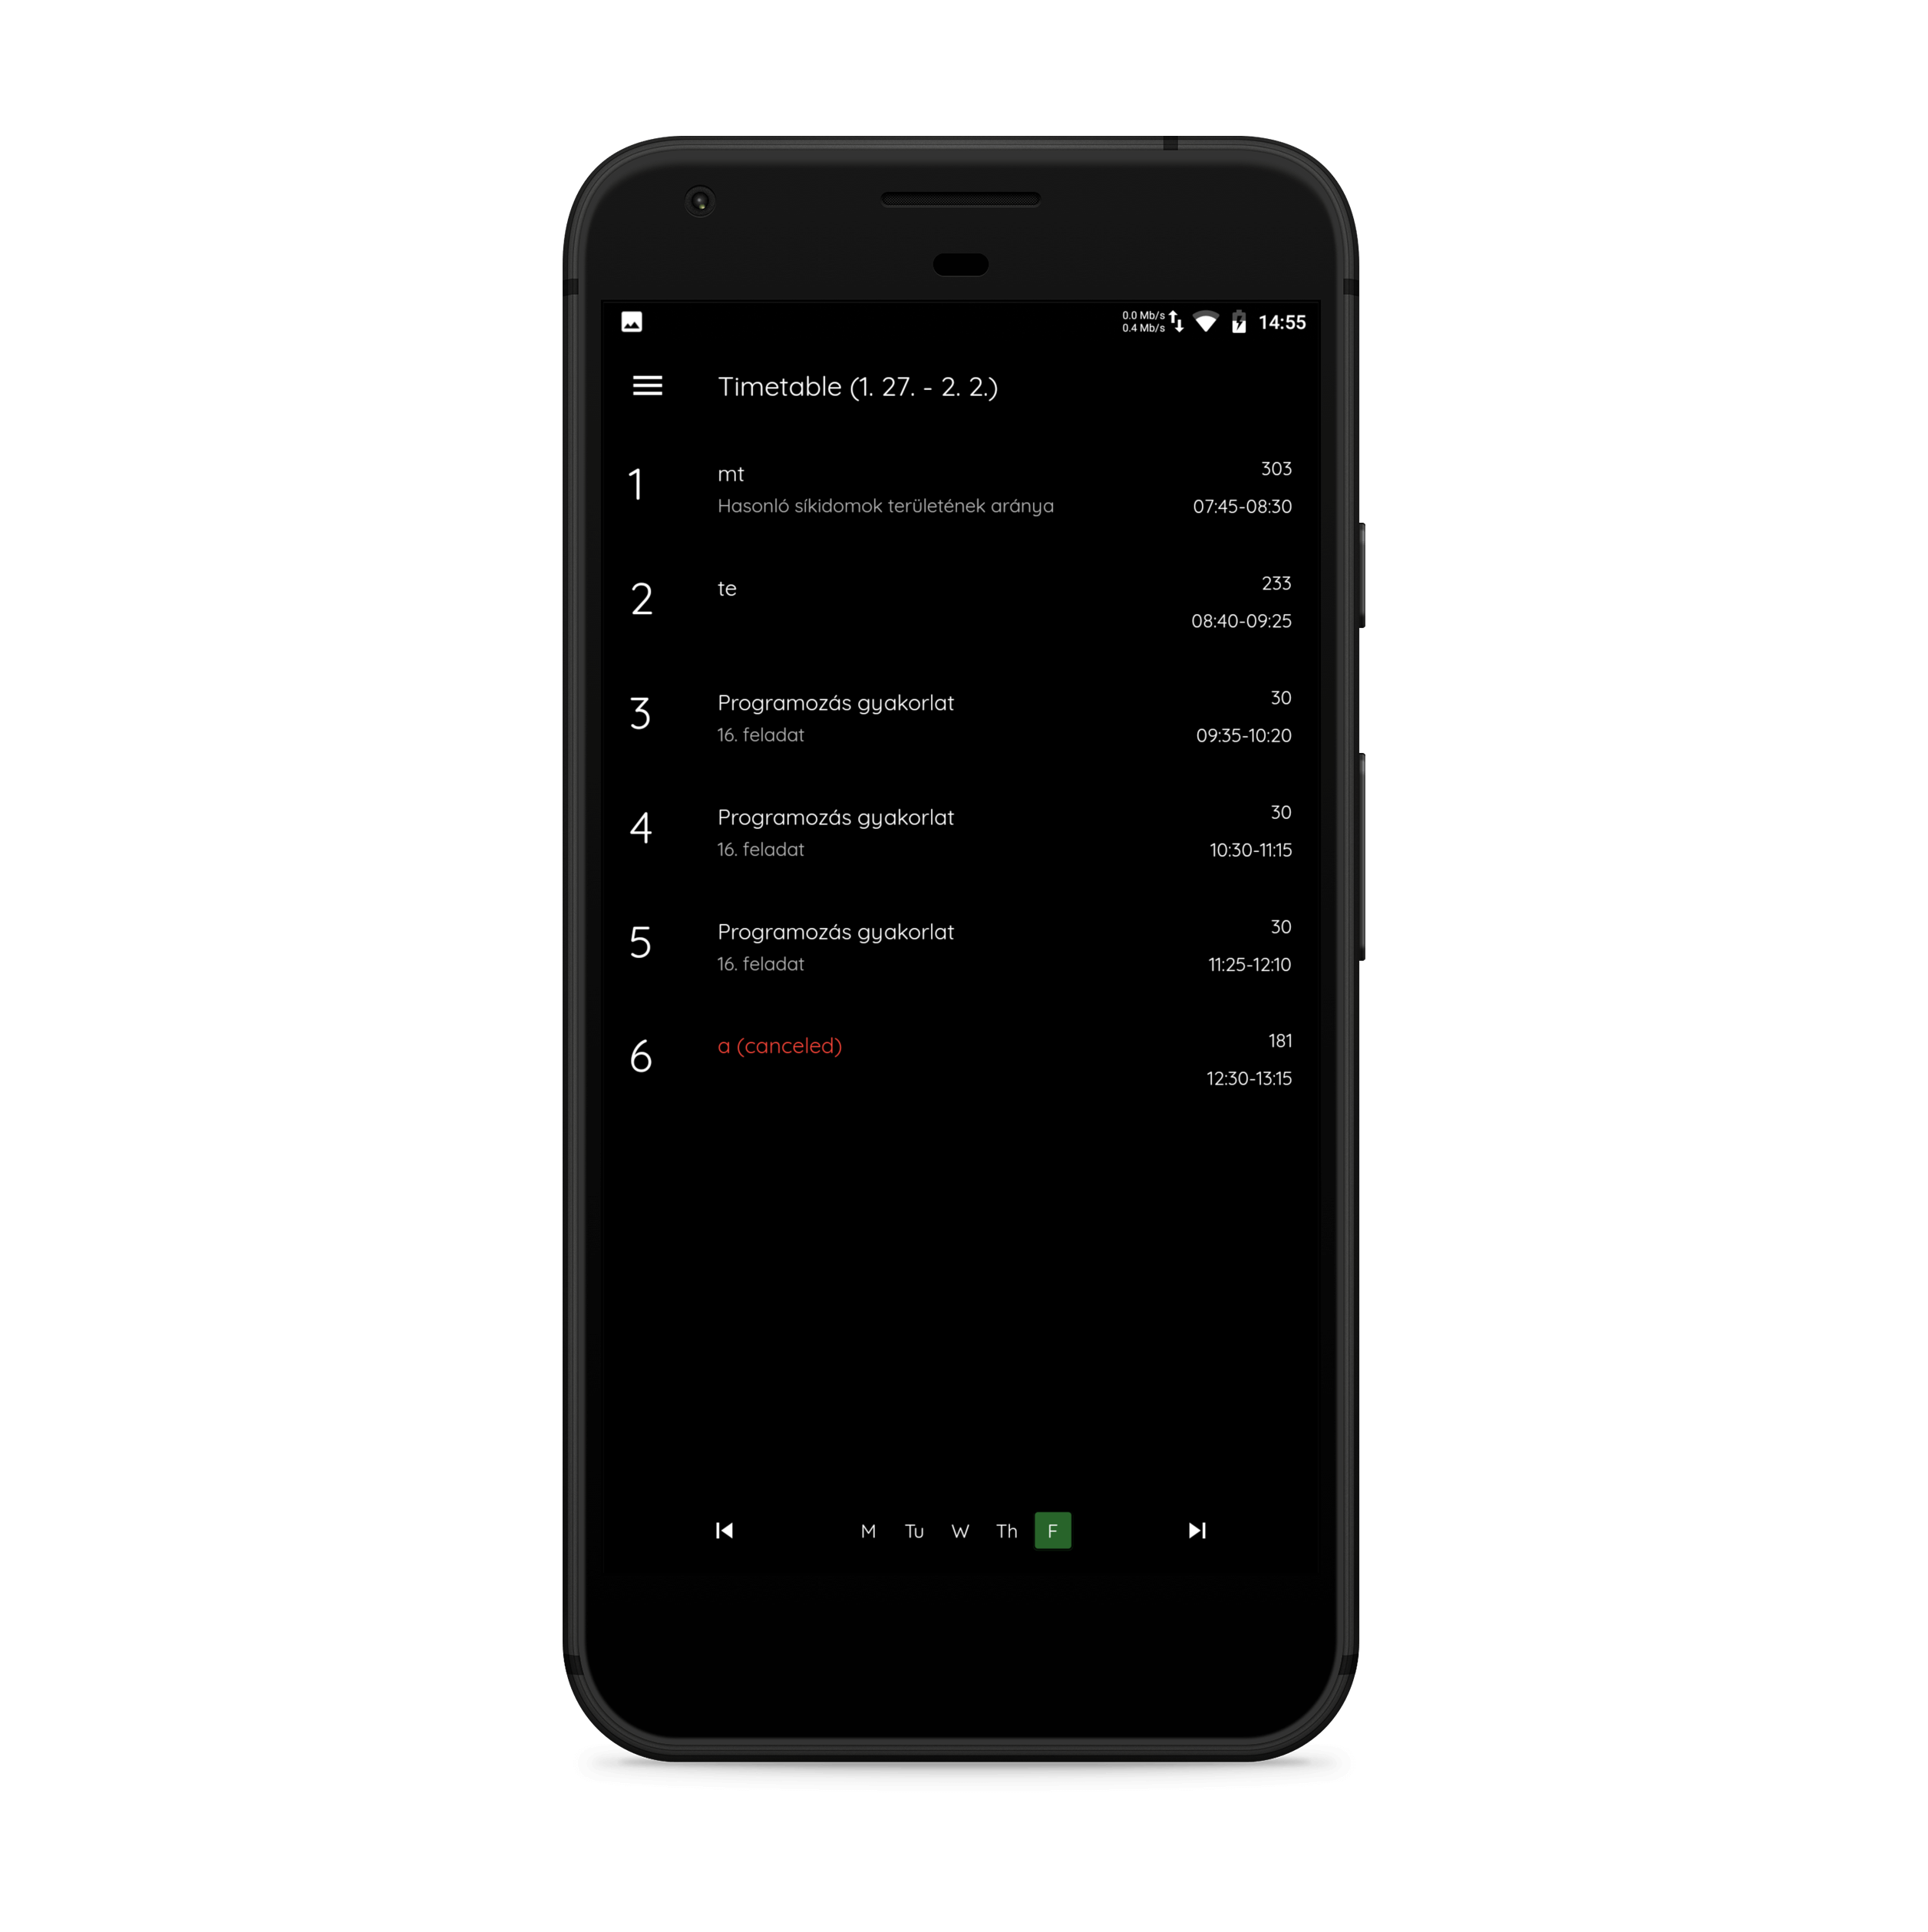 0.0 Mb/s
0.4 Mb/s
14:55
Timetable (1. 27. - 2. 2.)
1
mt
303
Hasonló síkidomok területének aránya
07:45-08:30
2
te
233
08:40-09:25
3
Programozás gyakorlat
30
16. feladat
09:35-10:20
4
Programozás gyakorlat
30
16. feladat
10:30-11:15
5
Programozás gyakorlat
30
16. feladat
11:25-12:10
6
a (canceled)
181
12:30-13:15
M Tu W Th F